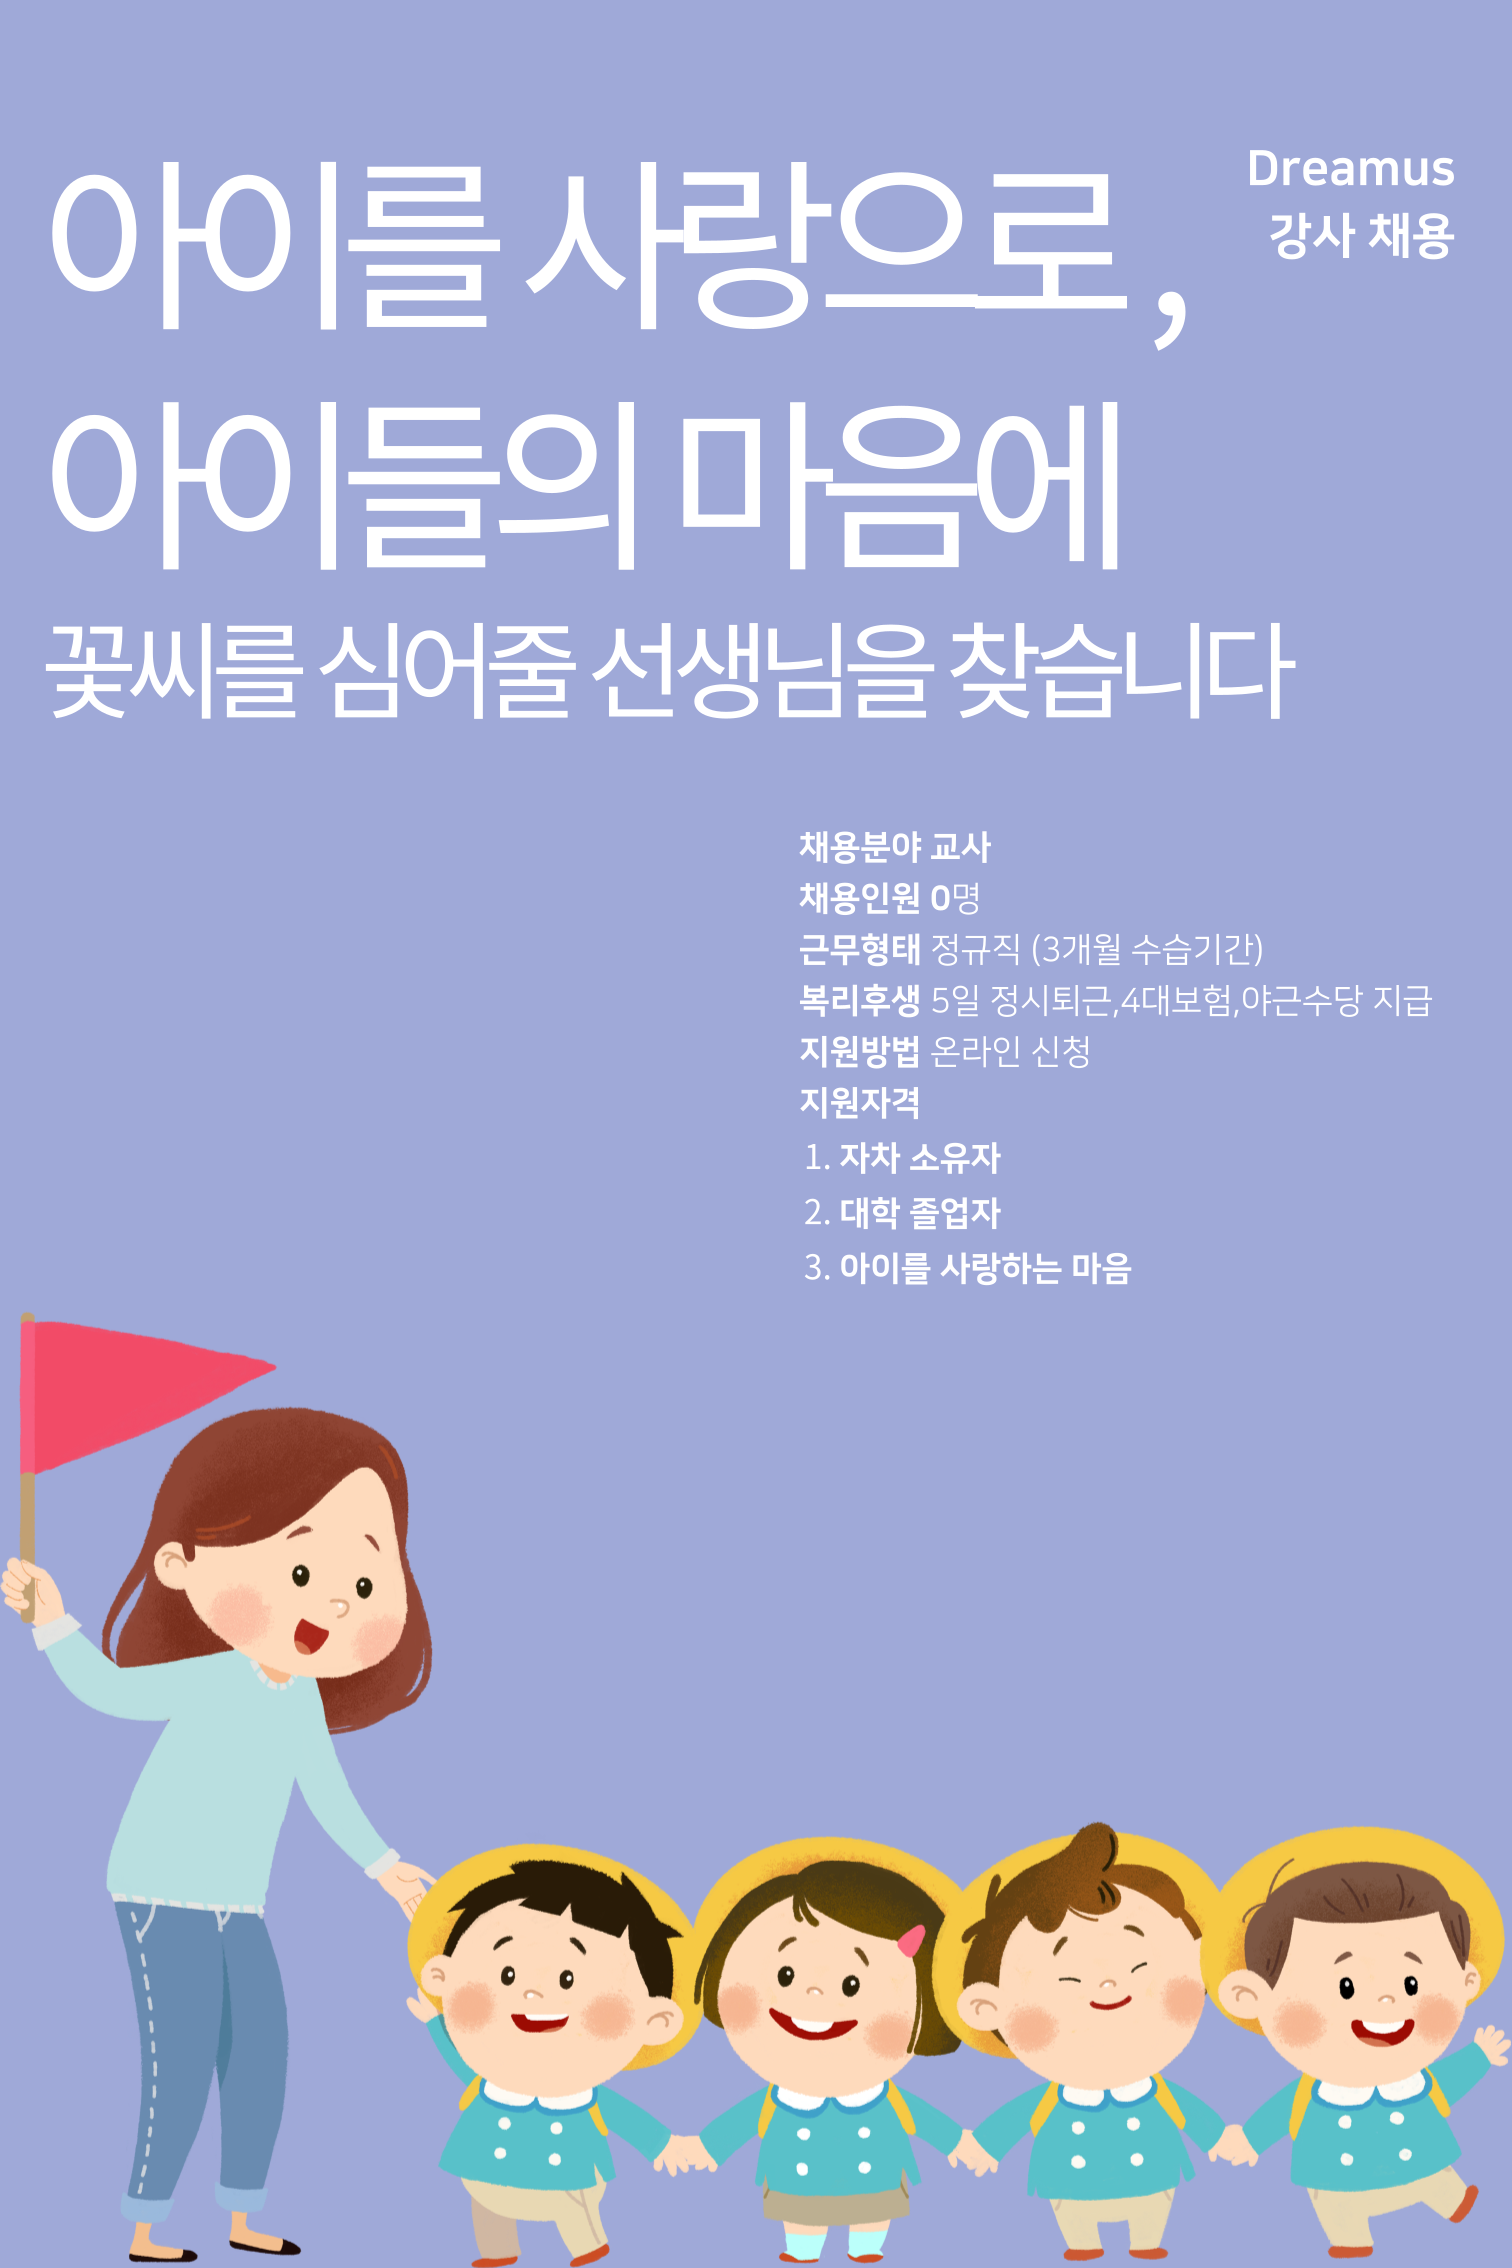 아이를 사랑으로,
Dreamus
강사 채용
아이들의 마음에
꽃씨를 심어줄 선생님을 찾습니다
채용분야 교사
채용인원 0명
근무형태 정규직 (3개월 수습기간)
복리후생 5일 정시퇴근,4대보험,야근수당 지급
지원방법 온라인 신청
지원자격
1. 자차 소유자
2. 대학 졸업자
3. 아이를 사랑하는 마음